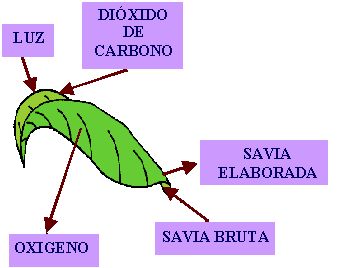 LUZ
DIÓXIDO
DE
CARBONO
SAVIA
ELABORADA
SAVIA BRUTA
OXIGENO